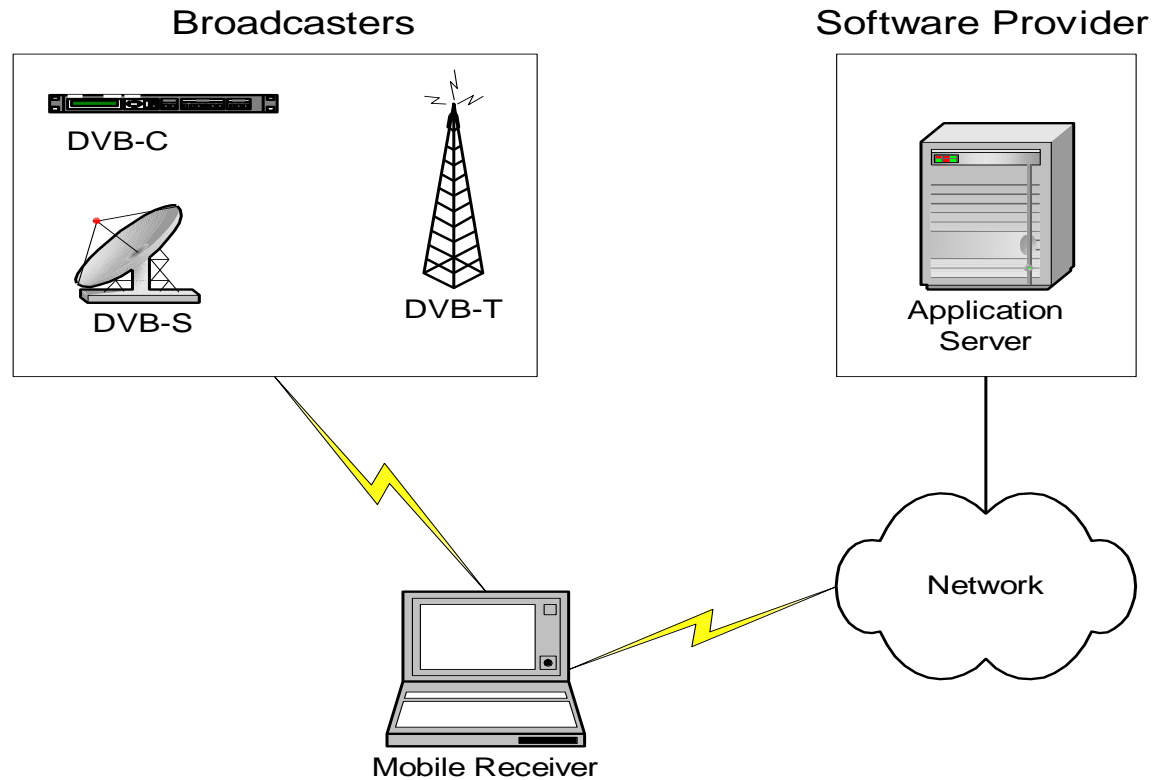 Broadcasters
Software Provider
DVB-C
DVB-S
DVB-T
Application
Server
Network
Mobile Receiver